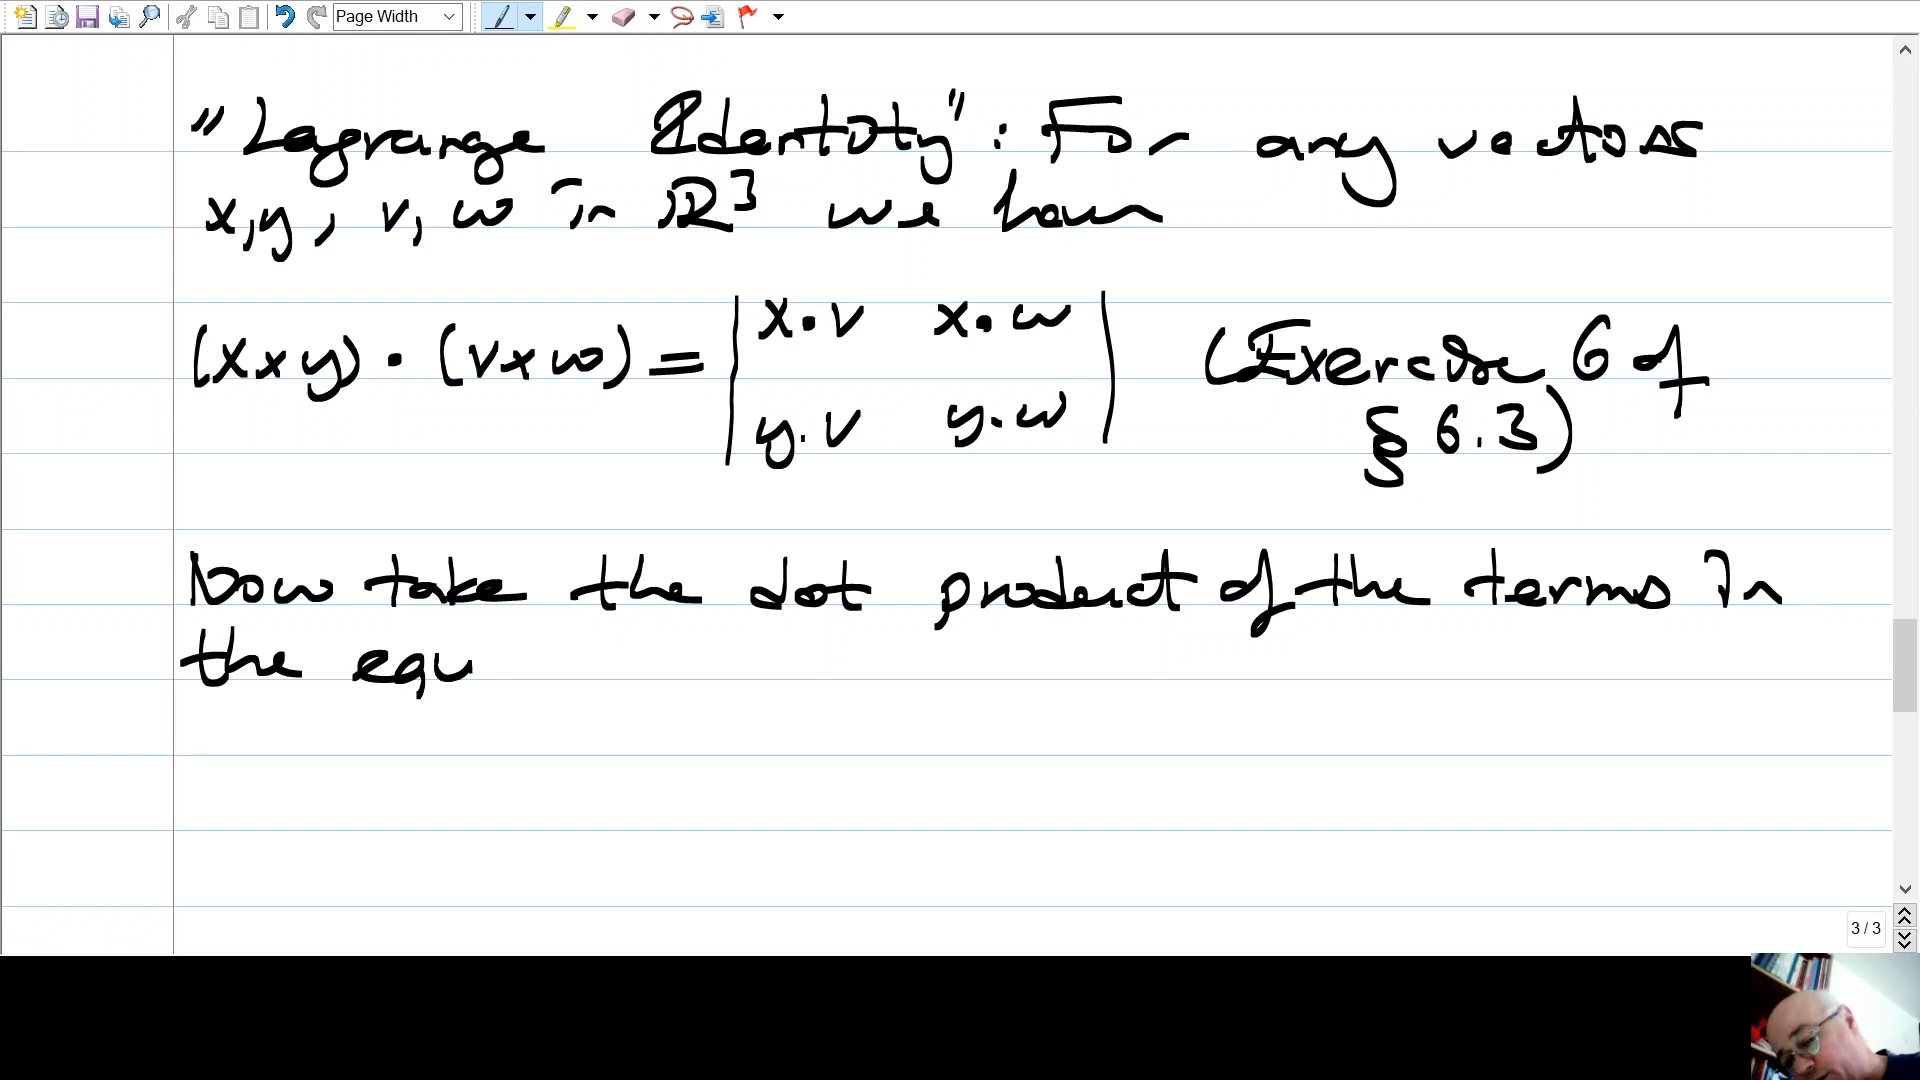 Page Width
"Lagrange Identity": For any vectors
x, y, v, w in ℝ³ we have
(x × y) · (v × w) = | x·v x·w | (Exercise 6 of
| y·v y·w | § 6.3)
Now take the dot product of the terms in
the equ
3 / 3